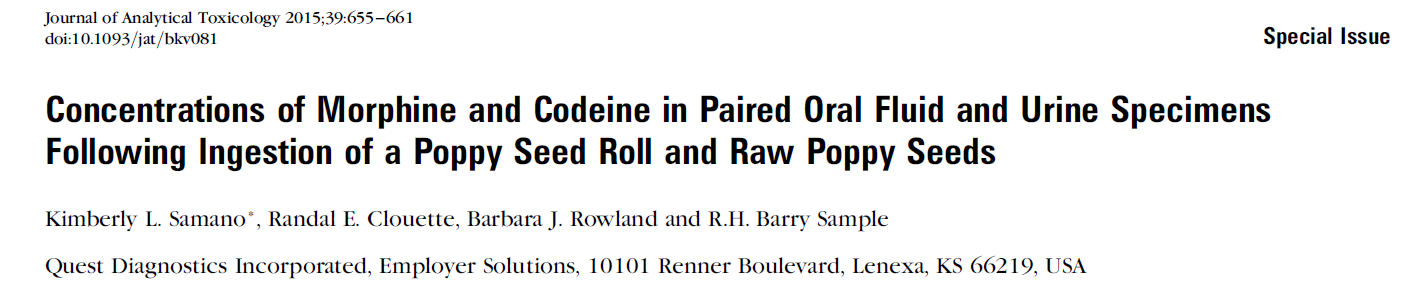 Journal of Analytical Toxicology 2015;39:655–661
doi:10.1093/jat/bkv081
Special Issue
Concentrations of Morphine and Codeine in Paired Oral Fluid and Urine Specimens
Following Ingestion of a Poppy Seed Roll and Raw Poppy Seeds
Kimberly L. Samano*, Randal E. Clouette, Barbara J. Rowland and R.H. Barry Sample
Quest Diagnostics Incorporated, Employer Solutions, 10101 Renner Boulevard, Lenexa, KS 66219, USA